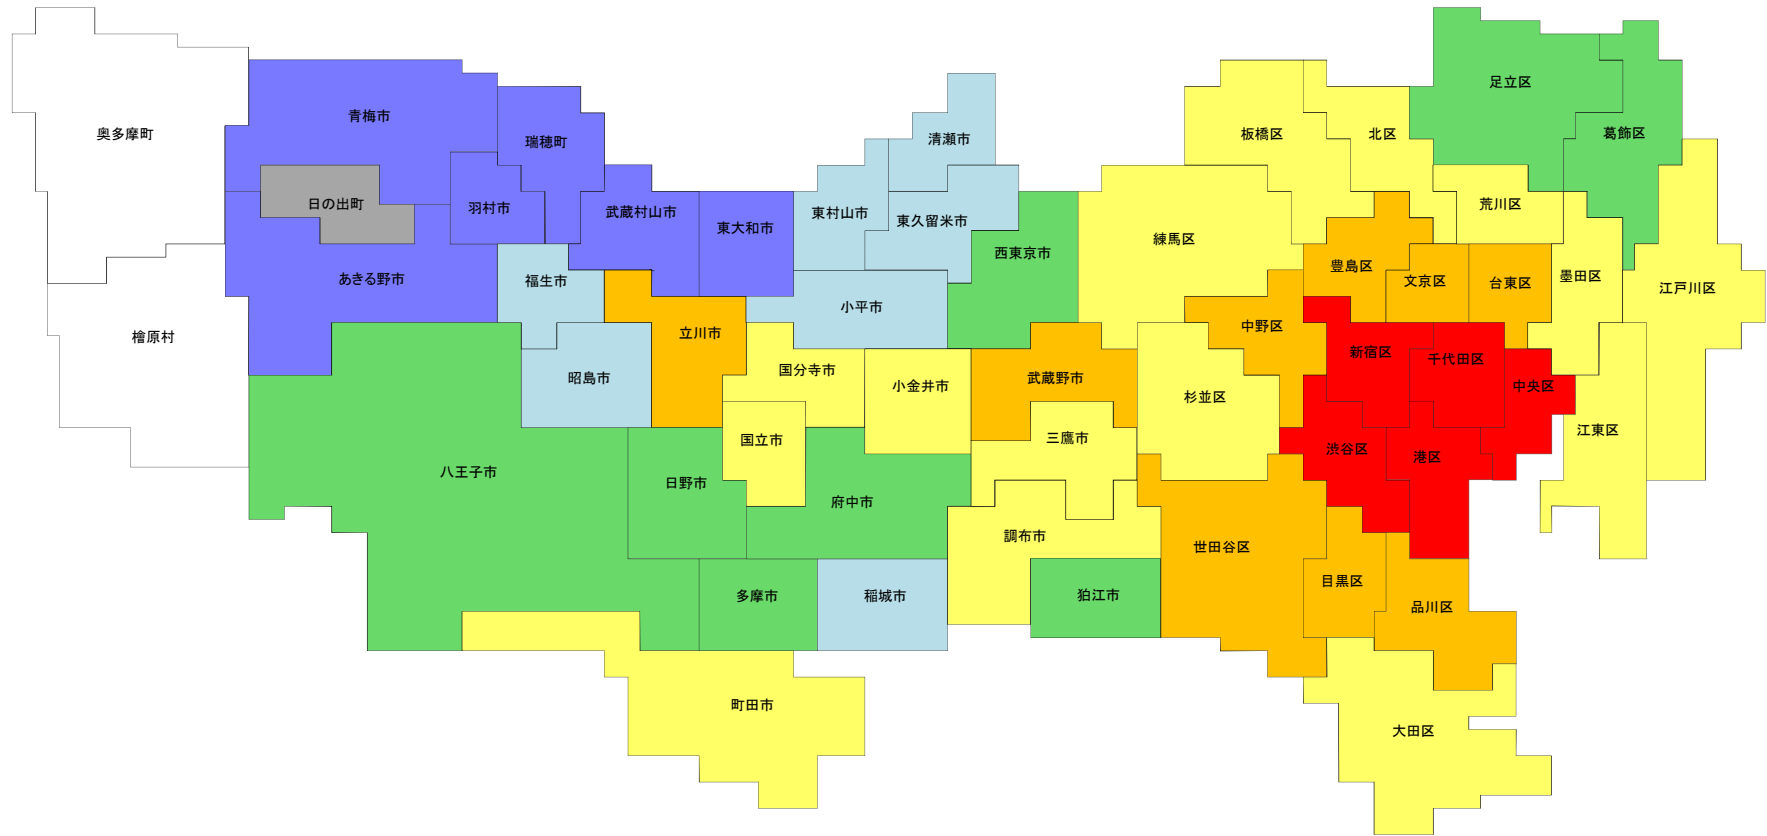 足立区
葛飾区
青梅市
奥多摩町
板橋区
北区
瑞穂町
清瀬市
日の出町
羽村市
武蔵村山市
東村山市
荒川区
東大和市
東久留米市
練馬区
西東京市
豊島区
あきる野市
福生市
文京区
台東区
墨田区
江戸川区
小平市
檜原村
立川市
中野区
新宿区
千代田区
国分寺市
昭島市
小金井市
武蔵野市
中央区
杉並区
国立市
三鷹市
江東区
渋谷区
港区
八王子市
日野市
府中市
調布市
世田谷区
目黒区
多摩市
稲城市
狛江市
品川区
町田市
大田区